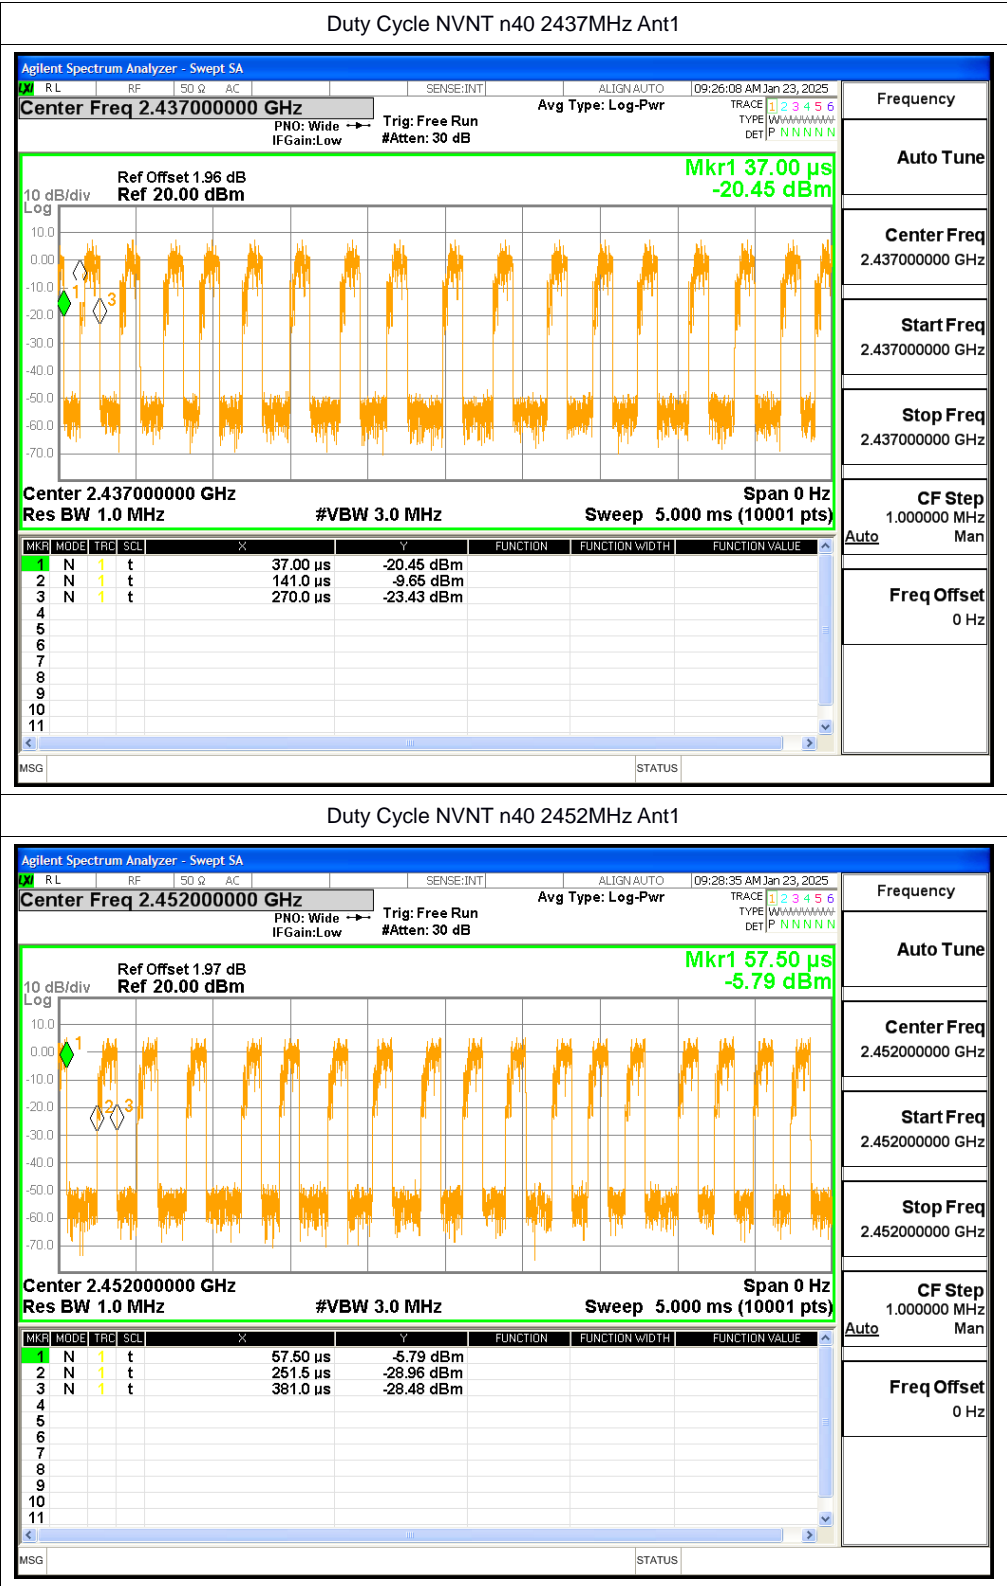 Duty Cycle NVNT n40 2437MHz Ant1
Agilent Spectrum Analyzer - Swept SA
LXI RL RF 50 Ω AC SENSE:INT ALIGN AUTO 09:26:08 AM Jan 23, 2025
Center Freq 2.437000000 GHz Avg Type: Log-Pwr TRACE 1 2 3 4 5 6
PNO: Wide Trig: Free Run TYPE W
IFGain:Low #Atten: 30 dB DET P N N N N N
Frequency
Auto Tune
Center Freq
2.437000000 GHz
Start Freq
2.437000000 GHz
Stop Freq
2.437000000 GHz
CF Step
1.000000 MHz
Auto Man
Freq Offset
0 Hz
Mkr1 37.00 µs
-20.45 dBm
Ref Offset 1.96 dB
10 dB/div Ref 20.00 dBm
Log
10.0
0.00
-10.0
-20.0
-30.0
-40.0
-50.0
-60.0
-70.0
1
3
Center 2.437000000 GHz Span 0 Hz
Res BW 1.0 MHz #VBW 3.0 MHz Sweep 5.000 ms (10001 pts)
MKR MODE TRC SCL X Y FUNCTION FUNCTION WIDTH FUNCTION VALUE
1 N 1 t 37.00 µs -20.45 dBm
2 N 1 t 141.0 µs -9.65 dBm
3 N 1 t 270.0 µs -23.43 dBm
4
5
6
7
8
9
10
11
MSG STATUS
Duty Cycle NVNT n40 2452MHz Ant1
Agilent Spectrum Analyzer - Swept SA
LXI RL RF 50 Ω AC SENSE:INT ALIGN AUTO 09:28:35 AM Jan 23, 2025
Center Freq 2.452000000 GHz Avg Type: Log-Pwr TRACE 1 2 3 4 5 6
PNO: Wide Trig: Free Run TYPE W
IFGain:Low #Atten: 30 dB DET P N N N N N
Frequency
Auto Tune
Center Freq
2.452000000 GHz
Start Freq
2.452000000 GHz
Stop Freq
2.452000000 GHz
CF Step
1.000000 MHz
Auto Man
Freq Offset
0 Hz
Mkr1 57.50 µs
-5.79 dBm
Ref Offset 1.97 dB
10 dB/div Ref 20.00 dBm
Log
10.0
0.00
-10.0
-20.0
-30.0
-40.0
-50.0
-60.0
-70.0
1
2
3
Center 2.452000000 GHz Span 0 Hz
Res BW 1.0 MHz #VBW 3.0 MHz Sweep 5.000 ms (10001 pts)
MKR MODE TRC SCL X Y FUNCTION FUNCTION WIDTH FUNCTION VALUE
1 N 1 t 57.50 µs -5.79 dBm
2 N 1 t 251.5 µs -28.96 dBm
3 N 1 t 381.0 µs -28.48 dBm
4
5
6
7
8
9
10
11
MSG STATUS